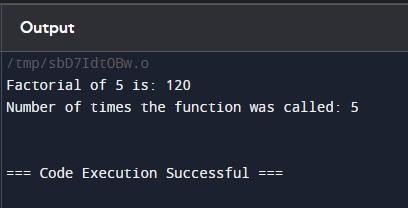 Output
/tmp/sbD7IdtOBw.o
Factorial of 5 is: 120
Number of times the function was called: 5
=== Code Execution Successful ===